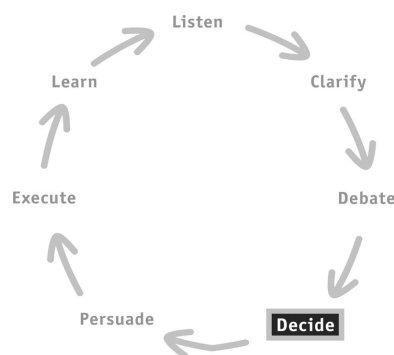 Listen
Clarify
Debate
Decide
Persuade
Execute
Learn